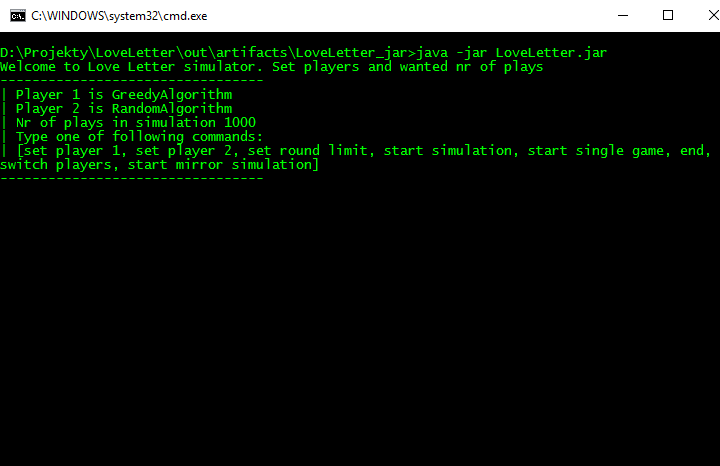 C:\WINDOWS\system32\cmd.exe
D:\Projekty\LoveLetter\out\artifacts\LoveLetter_jar>java -jar LoveLetter.jar
Welcome to Love Letter simulator. Set players and wanted nr of plays
---------------------------------
| Player 1 is GreedyAlgorithm
| Player 2 is RandomAlgorithm
| Nr of plays in simulation 1000
| Type one of following commands:
| [set player 1, set player 2, set round limit, start simulation, start single game, end,
switch players, start mirror simulation]
---------------------------------